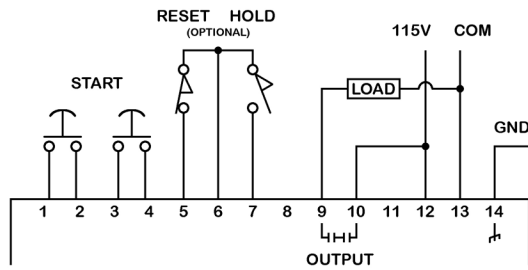 RESET HOLD
(OPTIONAL)
115V COM
START
LOAD
GND
1 2 3 4 5 6 7 8 9 10 11 12 13 14
OUTPUT